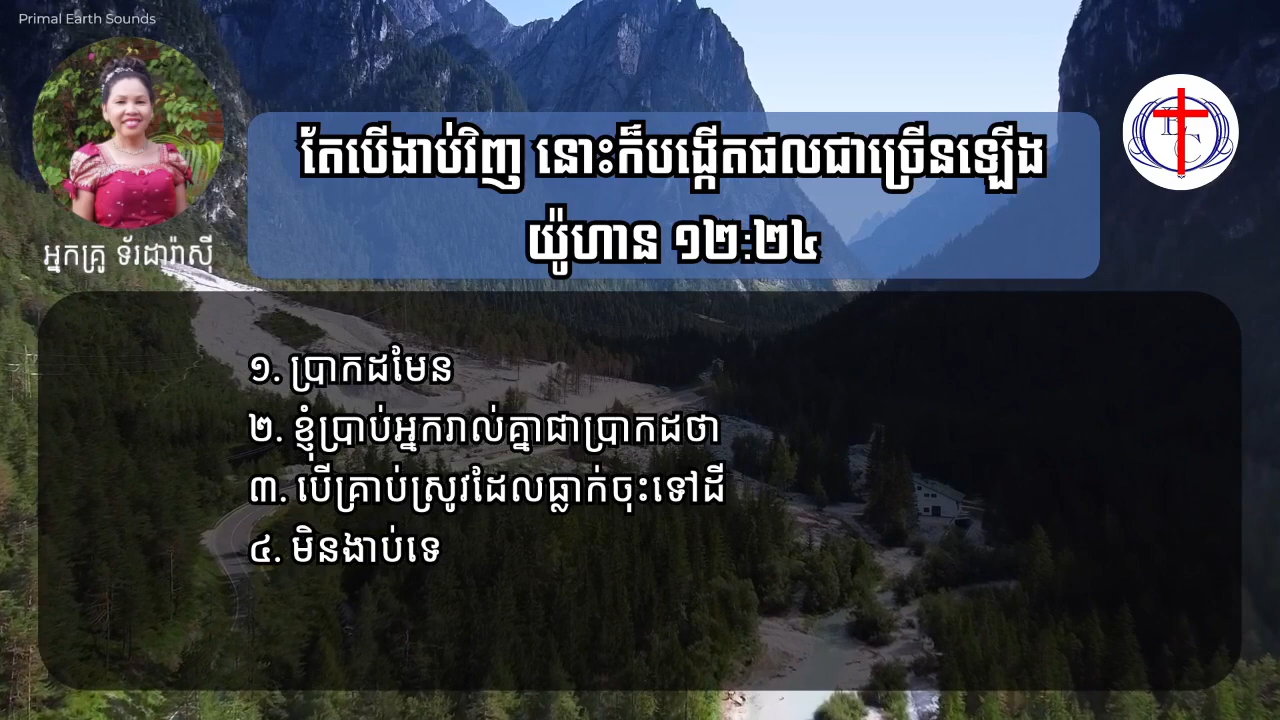 Primal Earth Sounds
តែបើងាប់វិញ នោះក៏បង្កើតផលជាច្រើនឡើង
យ៉ូហាន ១២:២៤
អ្នកគ្រូ ទ័រដារ៉ាស៊ី
១. ប្រាកដមែន
២. ខ្ញុំប្រាប់អ្នករាល់គ្នាជាប្រាកដថា
៣. បើគ្រាប់ស្រូវដែលធ្លាក់ចុះទៅដី
៤. មិនងាប់ទេ